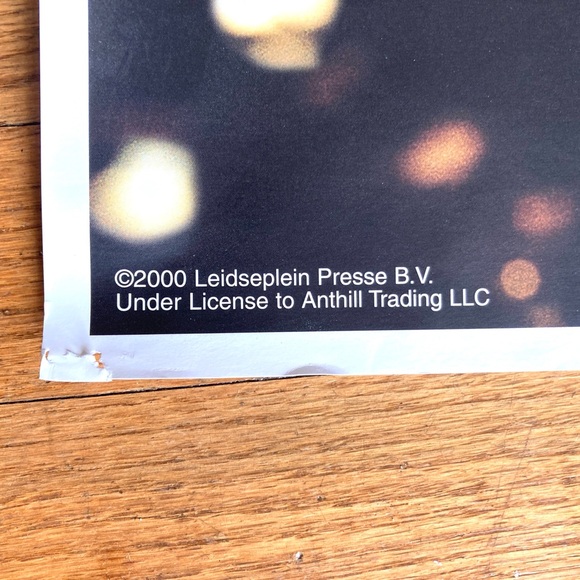 ©2000 Leidseplein Presse B.V.
Under License to Anthill Trading LLC